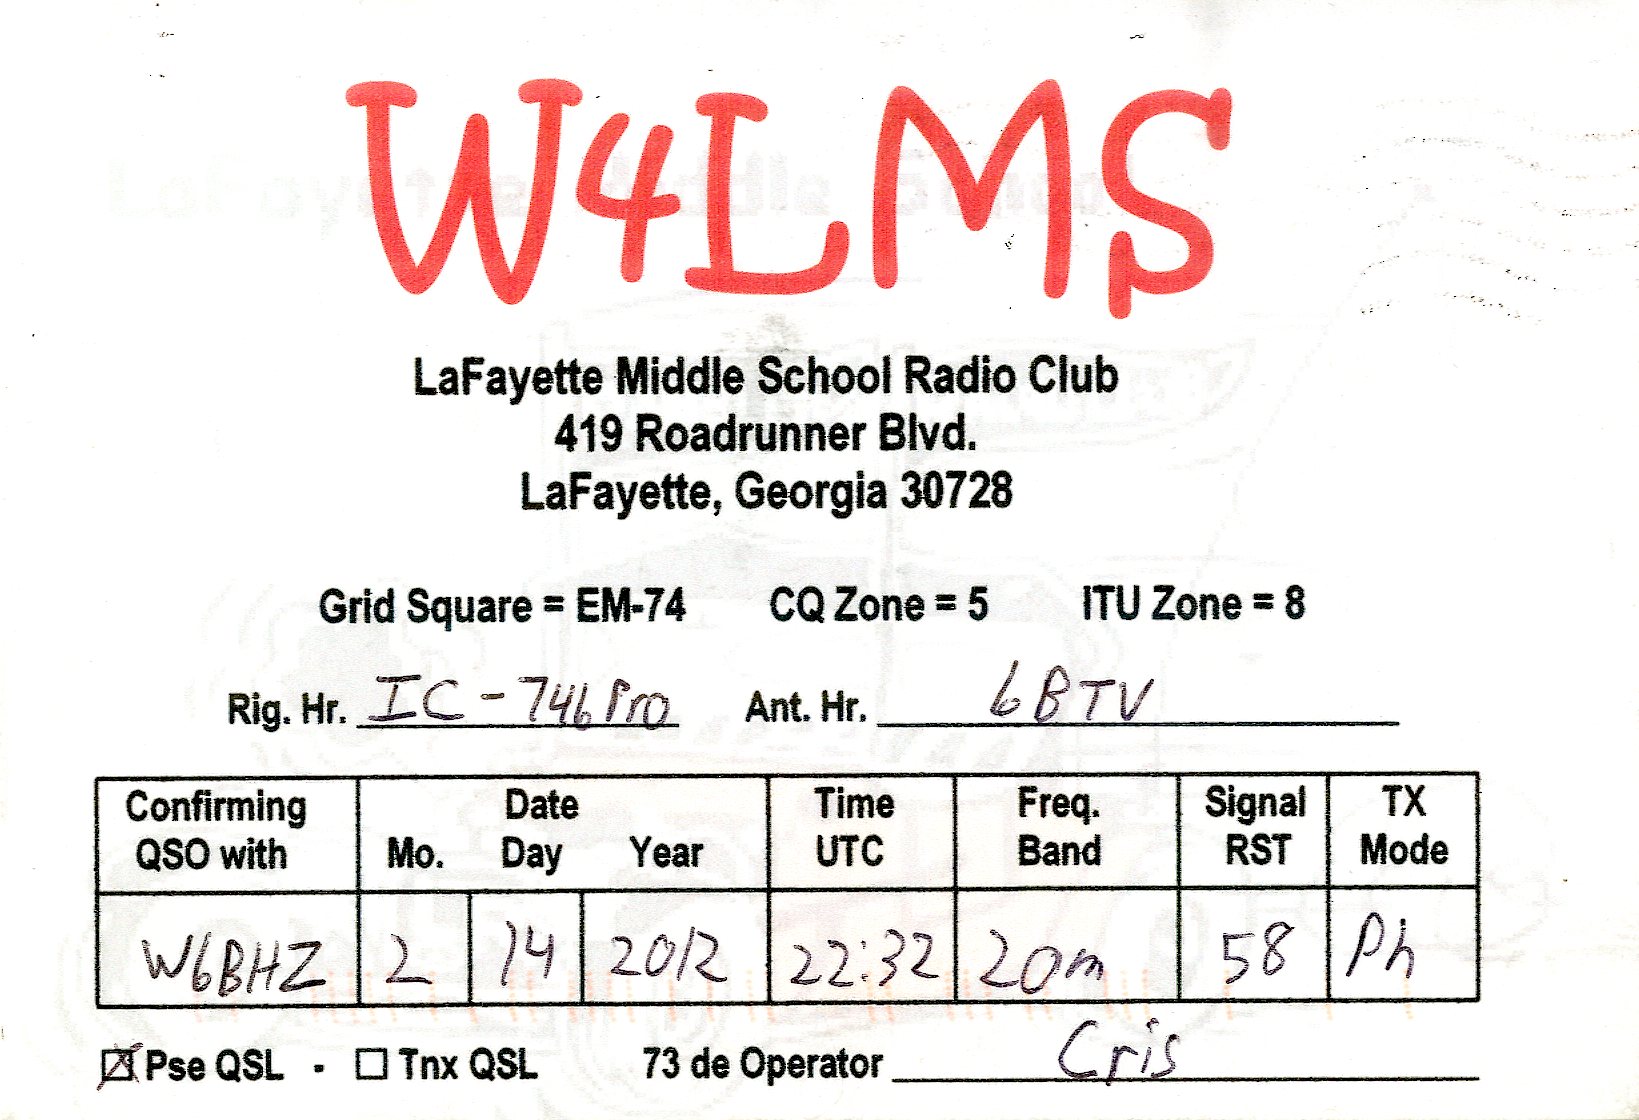 W4LMS
LaFayette Middle School Radio Club
419 Roadrunner Blvd.
LaFayette, Georgia 30728
Grid Square = EM-74 CQ Zone = 5 ITU Zone = 8
Rig. Hr. IC-746 Pro Ant. Hr. 6BTV
Confirming Date Time Freq. Signal TX
QSO with Mo. Day Year UTC Band RST Mode
W6BHZ 2 14 2012 22:32 20m 58 Ph
Pse QSL - Tnx QSL 73 de Operator Cris